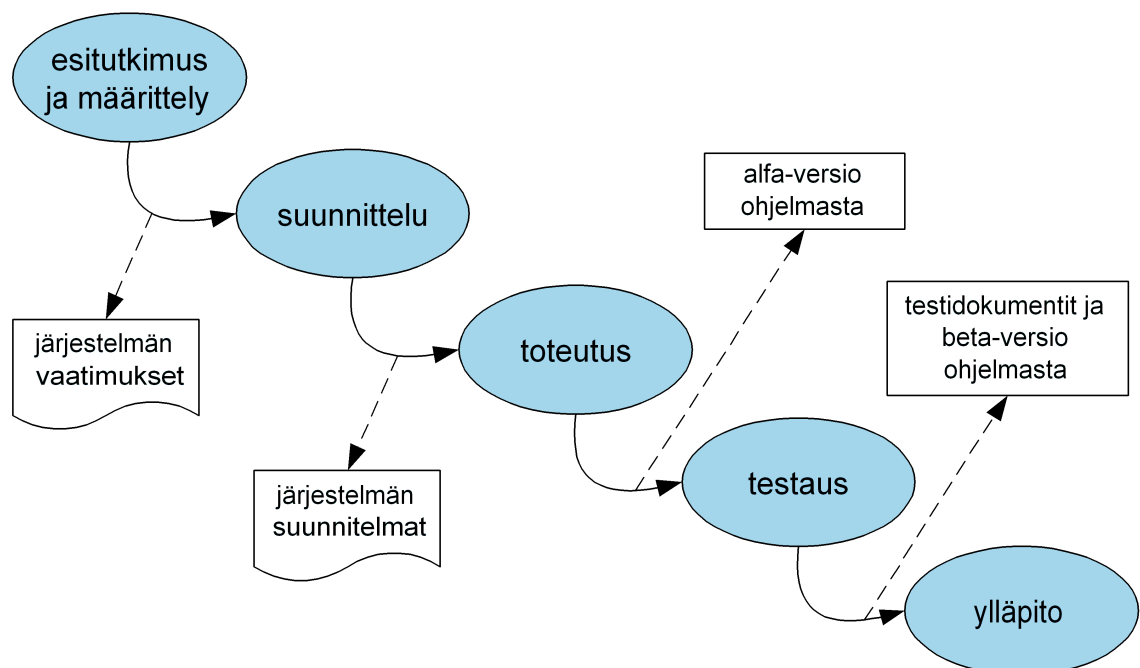 esitutkimus
ja määrittely
suunnittelu
alfa-versio
ohjelmasta
järjestelmän
vaatimukset
toteutus
testidokumentit ja
beta-versio
ohjelmasta
järjestelmän
suunnitelmat
testaus
ylläpito